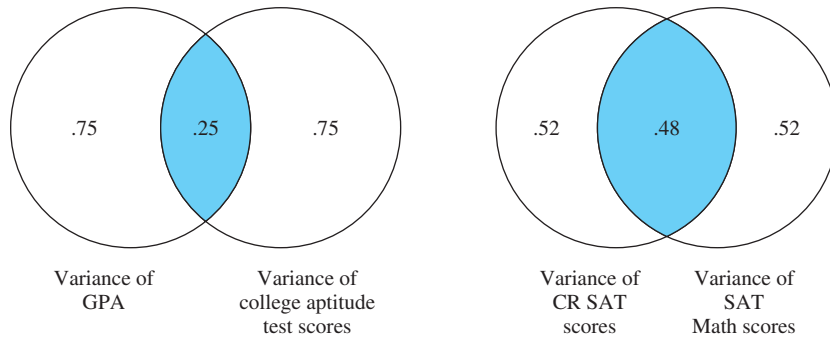 .75
.25
.75
Variance of
GPA
Variance of
college aptitude
test scores
.52
.48
.52
Variance of
CR SAT
scores
Variance of
SAT
Math scores